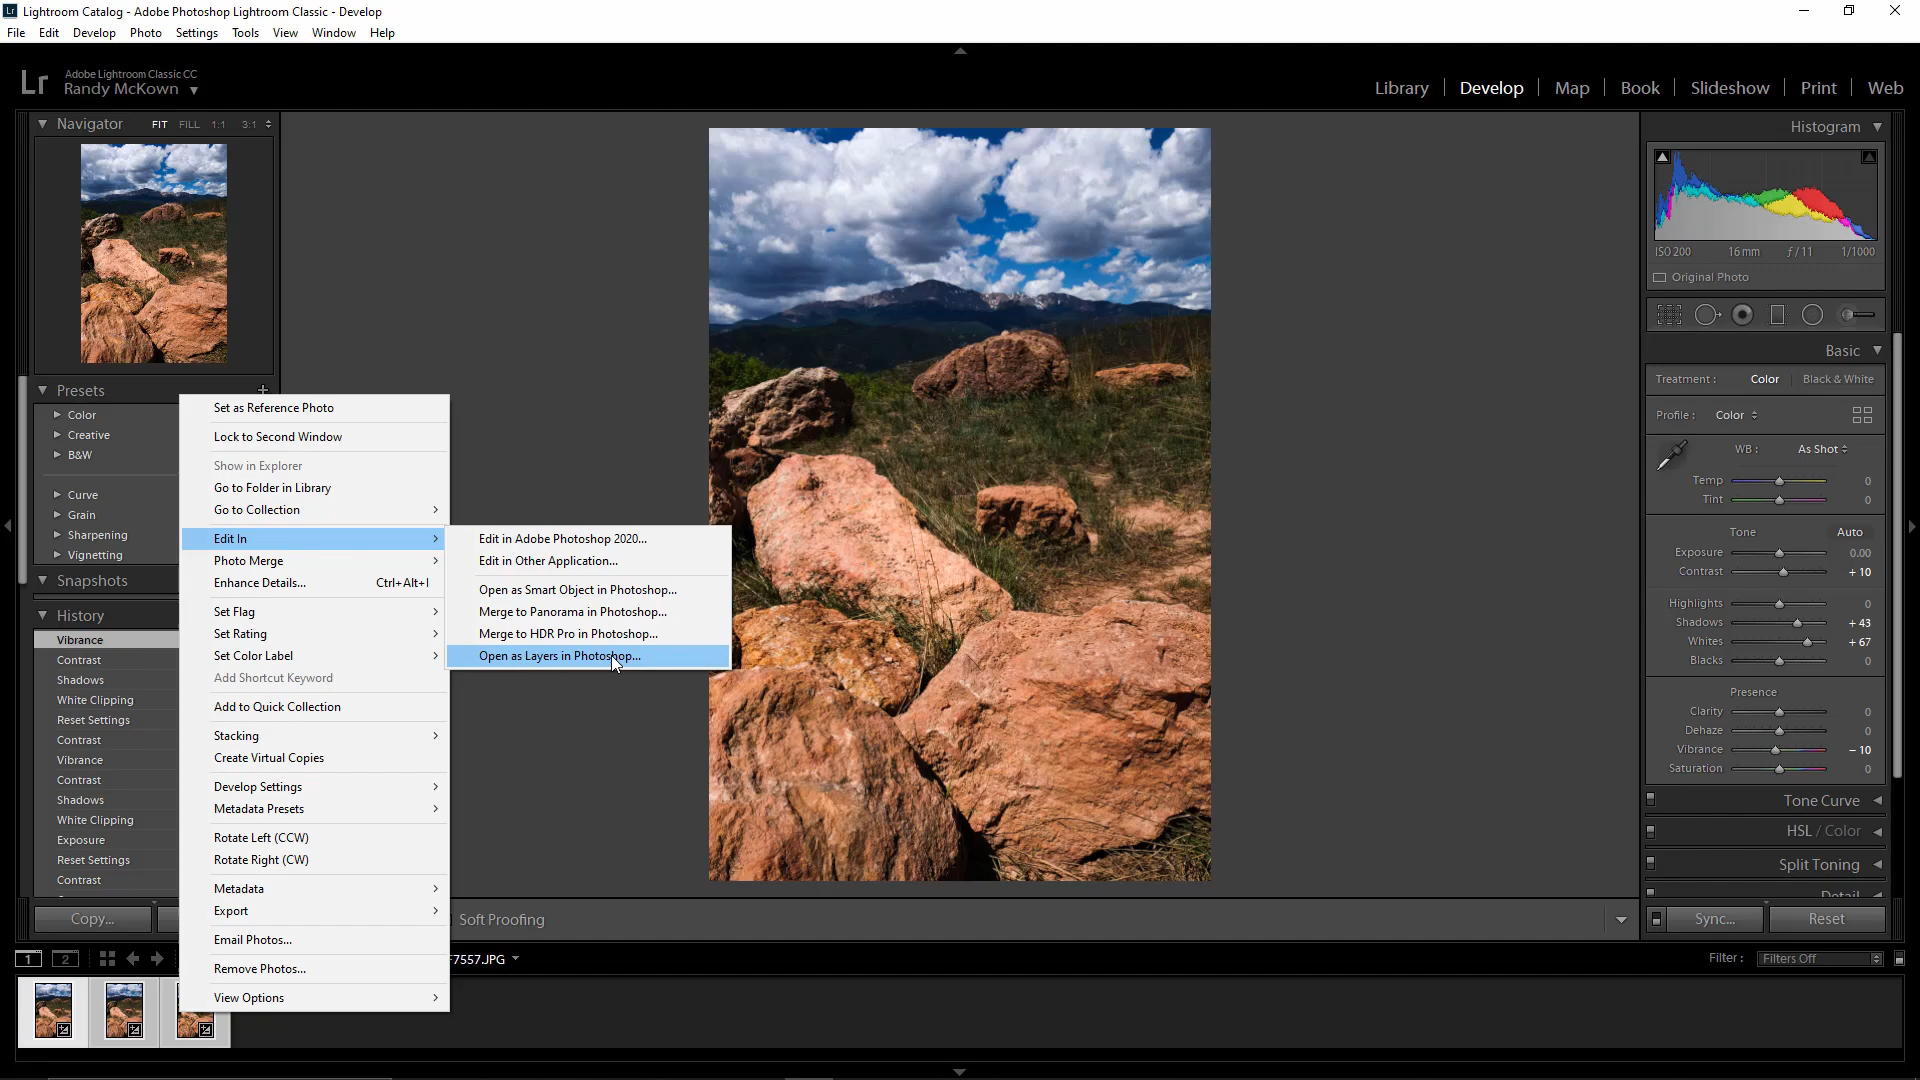 Lr Lightroom Catalog - Adobe Photoshop Lightroom Classic - Develop
File Edit Develop Photo Settings Tools View Window Help
Lr Adobe Lightroom Classic CC
Randy McKown
Library Develop Map Book Slideshow Print Web
Navigator FIT FILL 1:1 3:1
Presets +
Color
Creative
B&W
Curve
Grain
Sharpening
Vignetting
Snapshots
History
Vibrance
Contrast
Shadows
White Clipping
Reset Settings
Contrast
Vibrance
Contrast
Shadows
White Clipping
Exposure
Reset Settings
Contrast
Copy...
Set as Reference Photo
Lock to Second Window
Show in Explorer
Go to Folder in Library
Go to Collection
Edit In
Photo Merge
Enhance Details... Ctrl+Alt+I
Set Flag
Set Rating
Set Color Label
Add Shortcut Keyword
Add to Quick Collection
Stacking
Create Virtual Copies
Develop Settings
Metadata Presets
Rotate Left (CCW)
Rotate Right (CW)
Metadata
Export
Email Photos...
Remove Photos...
View Options
Edit in Adobe Photoshop 2020...
Edit in Other Application...
Open as Smart Object in Photoshop...
Merge to Panorama in Photoshop...
Merge to HDR Pro in Photoshop...
Open as Layers in Photoshop...
Soft Proofing
Histogram
ISO 200 16 mm ƒ/11 1/1000
Original Photo
Basic
Treatment : Color Black & White
Profile : Color
WB : As Shot
Temp 0
Tint 0
Tone Auto
Exposure 0.00
Contrast + 10
Highlights 0
Shadows + 43
Whites + 67
Blacks 0
Presence
Clarity 0
Dehaze 0
Vibrance – 10
Saturation 0
Tone Curve
HSL / Color
Split Toning
Detail
Sync... Reset
1 2 F7557.JPG Filter : Filters Off